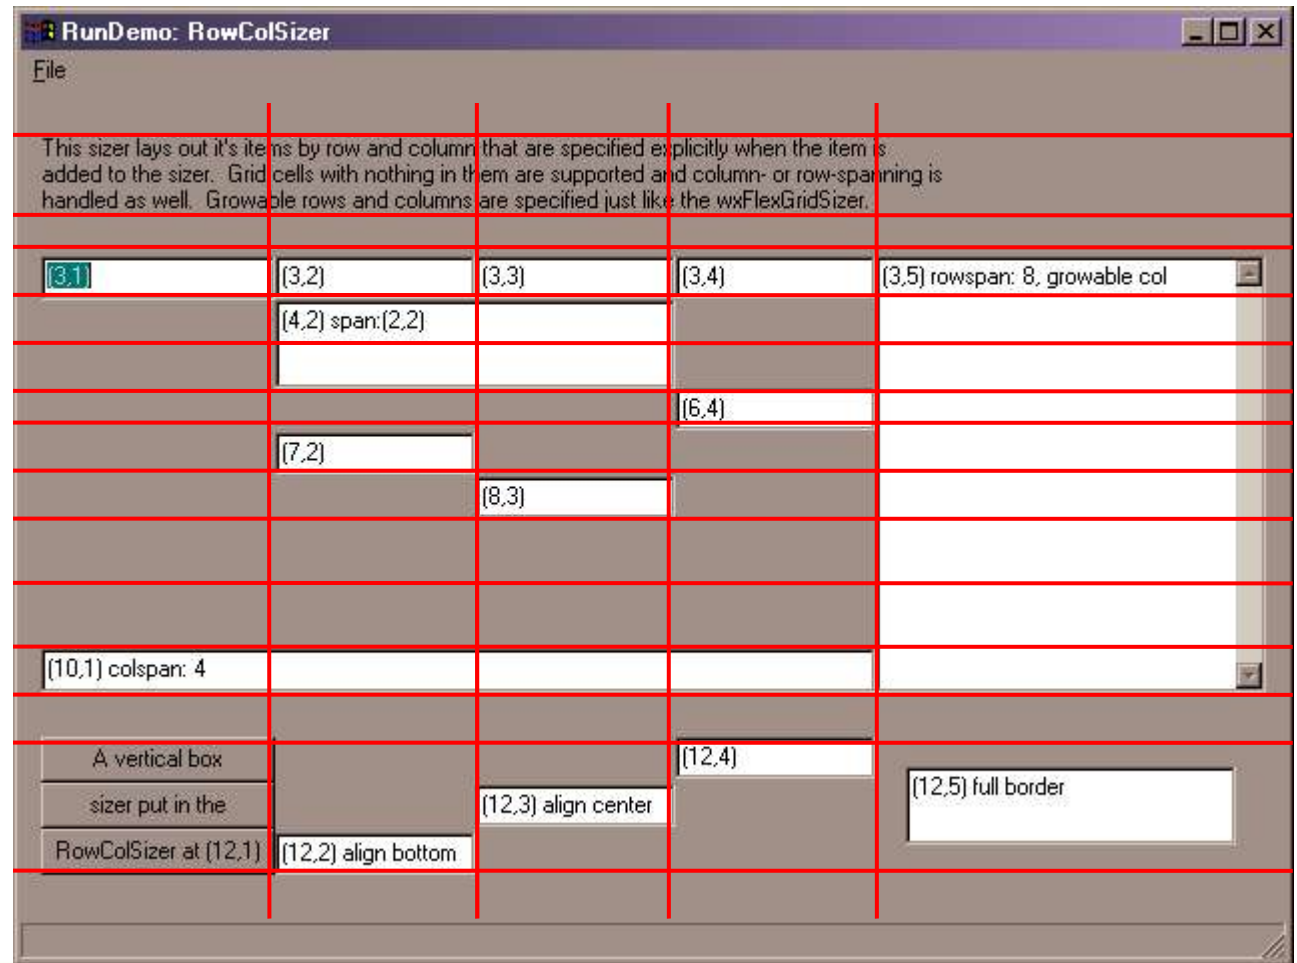 RunDemo: RowColSizer
File
This sizer lays out it's items by row and column that are specified explicitly when the item is
added to the sizer. Grid cells with nothing in them are supported and column- or row-spanning is
handled as well. Growable rows and columns are specified just like the wxFlexGridSizer.
(3,1)
(3,2)
(3,3)
(3,4)
(3,5) rowspan: 8, growable col
(4,2) span:(2,2)
(6,4)
(7,2)
(8,3)
(10,1) colspan: 4
A vertical box
(12,4)
(12,5) full border
sizer put in the
(12,3) align center
RowColSizer at (12,1)
(12,2) align bottom